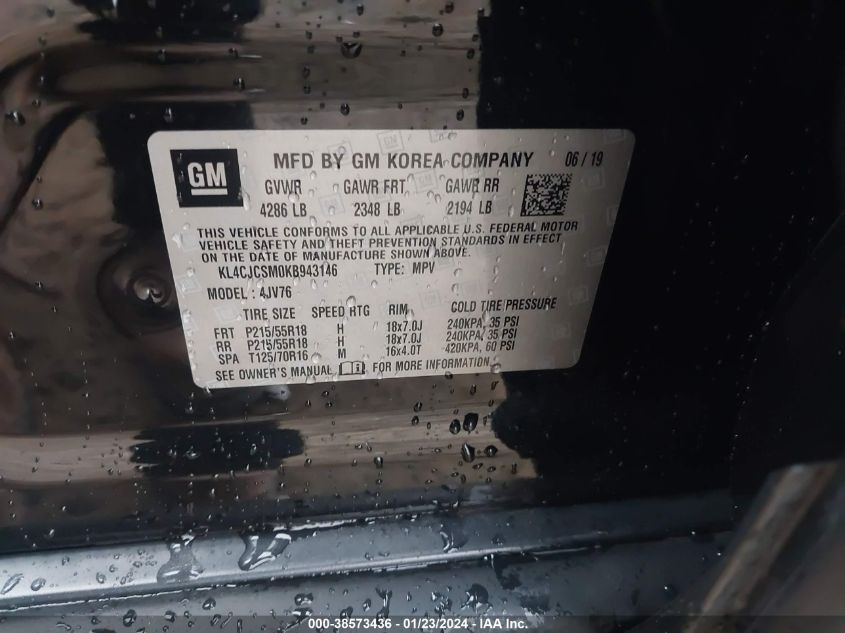 GM
MFD BY GM KOREA COMPANY 06 / 19
GVWR GAWR FRT GAWR RR
4286 LB 2348 LB 2194 LB
THIS VEHICLE CONFORMS TO ALL APPLICABLE U.S. FEDERAL MOTOR
VEHICLE SAFETY AND THEFT PREVENTION STANDARDS IN EFFECT
ON THE DATE OF MANUFACTURE SHOWN ABOVE.
KL4CJCSM0KB943146 TYPE: MPV
MODEL : 4JV76
TIRE SIZE SPEED RTG RIM COLD TIRE PRESSURE
FRT P215/55R18 H 18x7.0J 240KPA, 35 PSI
RR P215/55R18 H 18x7.0J 240KPA, 35 PSI
SPA T125/70R16 M 16x4.0T 420KPA, 60 PSI
SEE OWNER'S MANUAL FOR MORE INFORMATION.
000-38573436 - 01/23/2024 - IAAI.com